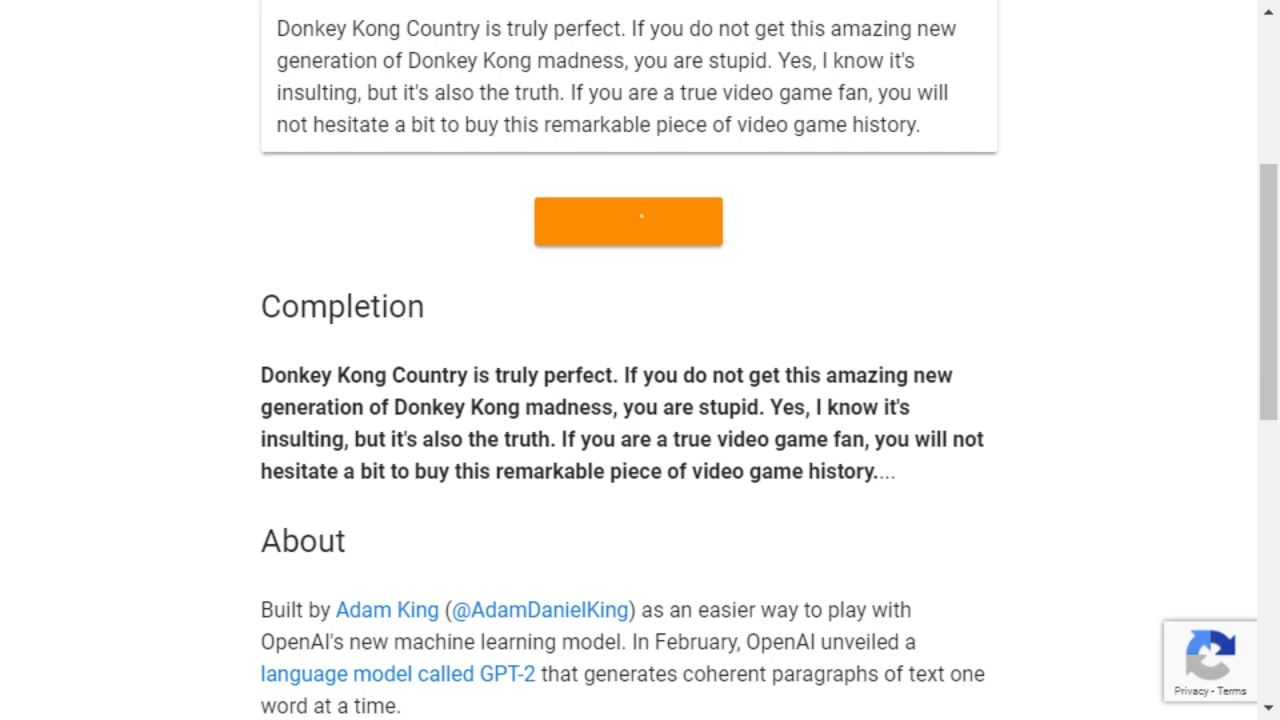 Donkey Kong Country is truly perfect. If you do not get this amazing new
generation of Donkey Kong madness, you are stupid. Yes, I know it's
insulting, but it's also the truth. If you are a true video game fan, you will
not hesitate a bit to buy this remarkable piece of video game history.
Completion
Donkey Kong Country is truly perfect. If you do not get this amazing new
generation of Donkey Kong madness, you are stupid. Yes, I know it's
insulting, but it's also the truth. If you are a true video game fan, you will not
hesitate a bit to buy this remarkable piece of video game history....
About
Built by Adam King (@AdamDanielKing) as an easier way to play with
OpenAI's new machine learning model. In February, OpenAI unveiled a
language model called GPT-2 that generates coherent paragraphs of text one
word at a time.
Privacy - Terms